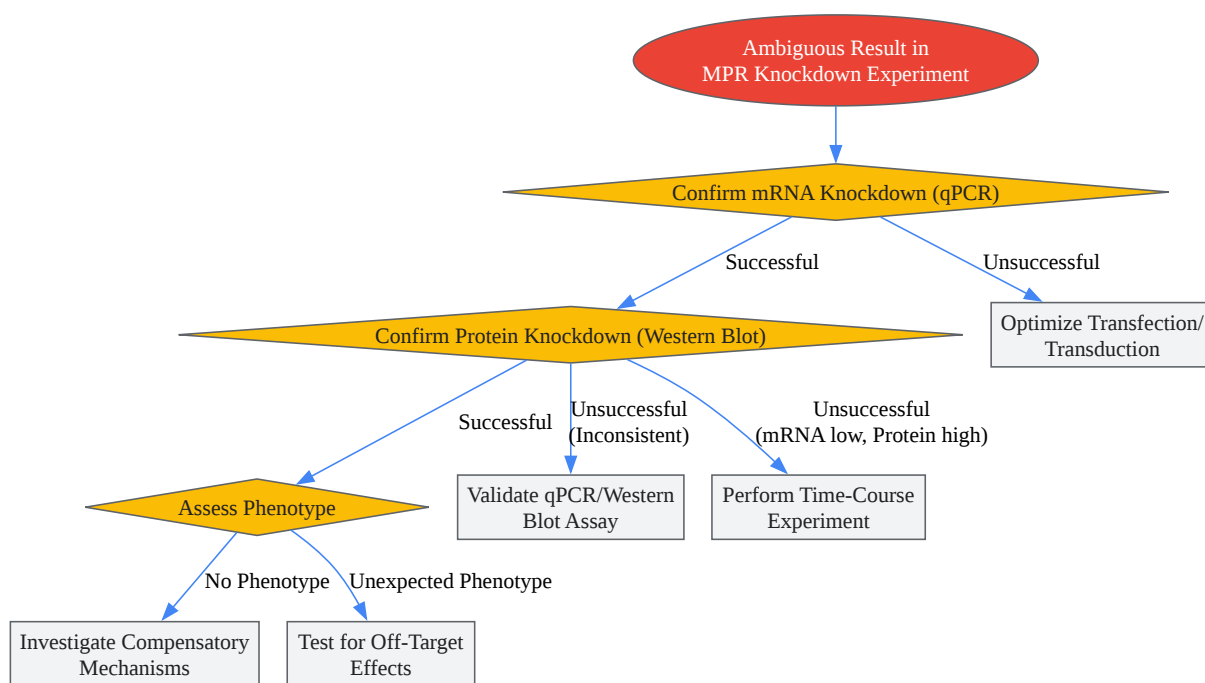 Ambiguous Result in
MPR Knockdown Experiment
Confirm mRNA Knockdown (qPCR)
Successful
Unsuccessful
Confirm Protein Knockdown (Western Blot)
Optimize Transfection/
Transduction
Successful
Unsuccessful
(Inconsistent)
Unsuccessful
(mRNA low, Protein high)
Assess Phenotype
Validate qPCR/Western
Blot Assay
Perform Time-Course
Experiment
No Phenotype
Unexpected Phenotype
Investigate Compensatory
Mechanisms
Test for Off-Target
Effects